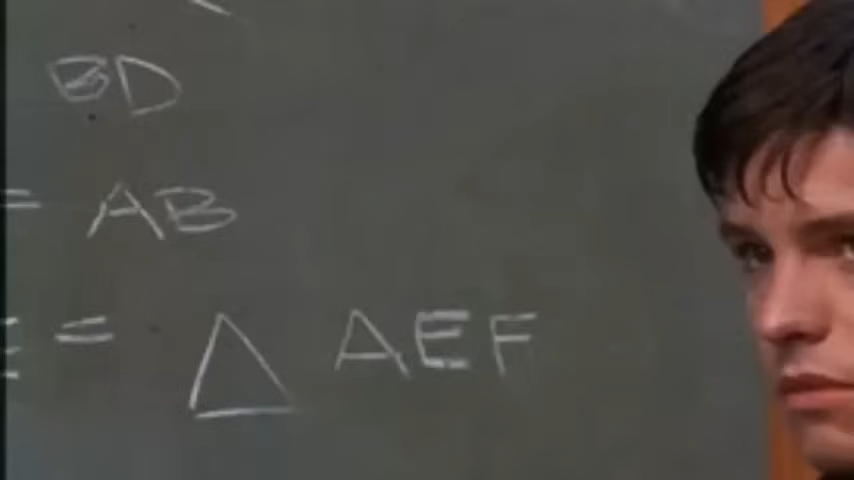 BD
= AB
E = △ AEF